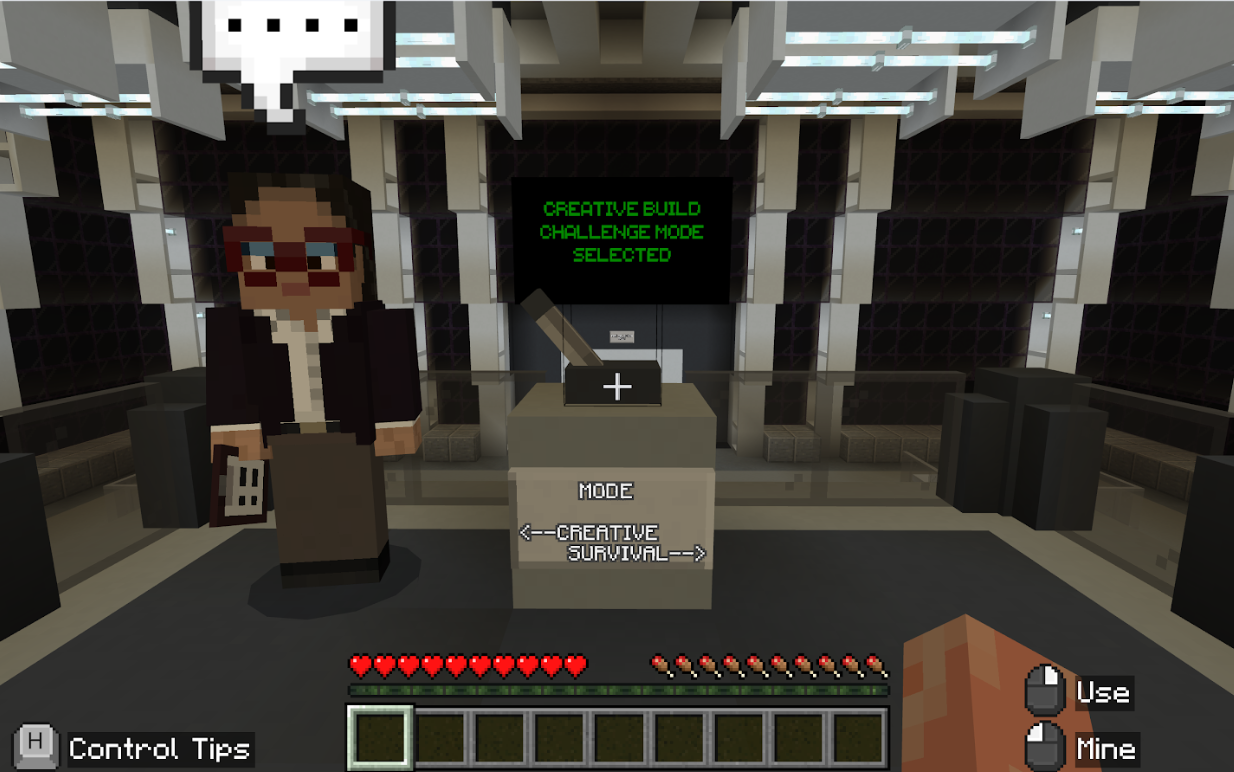 CREATIVE BUILD
CHALLENGE MODE
SELECTED
MODE
<--CREATIVE
SURVIVAL-->
Use
H Control Tips
Mine